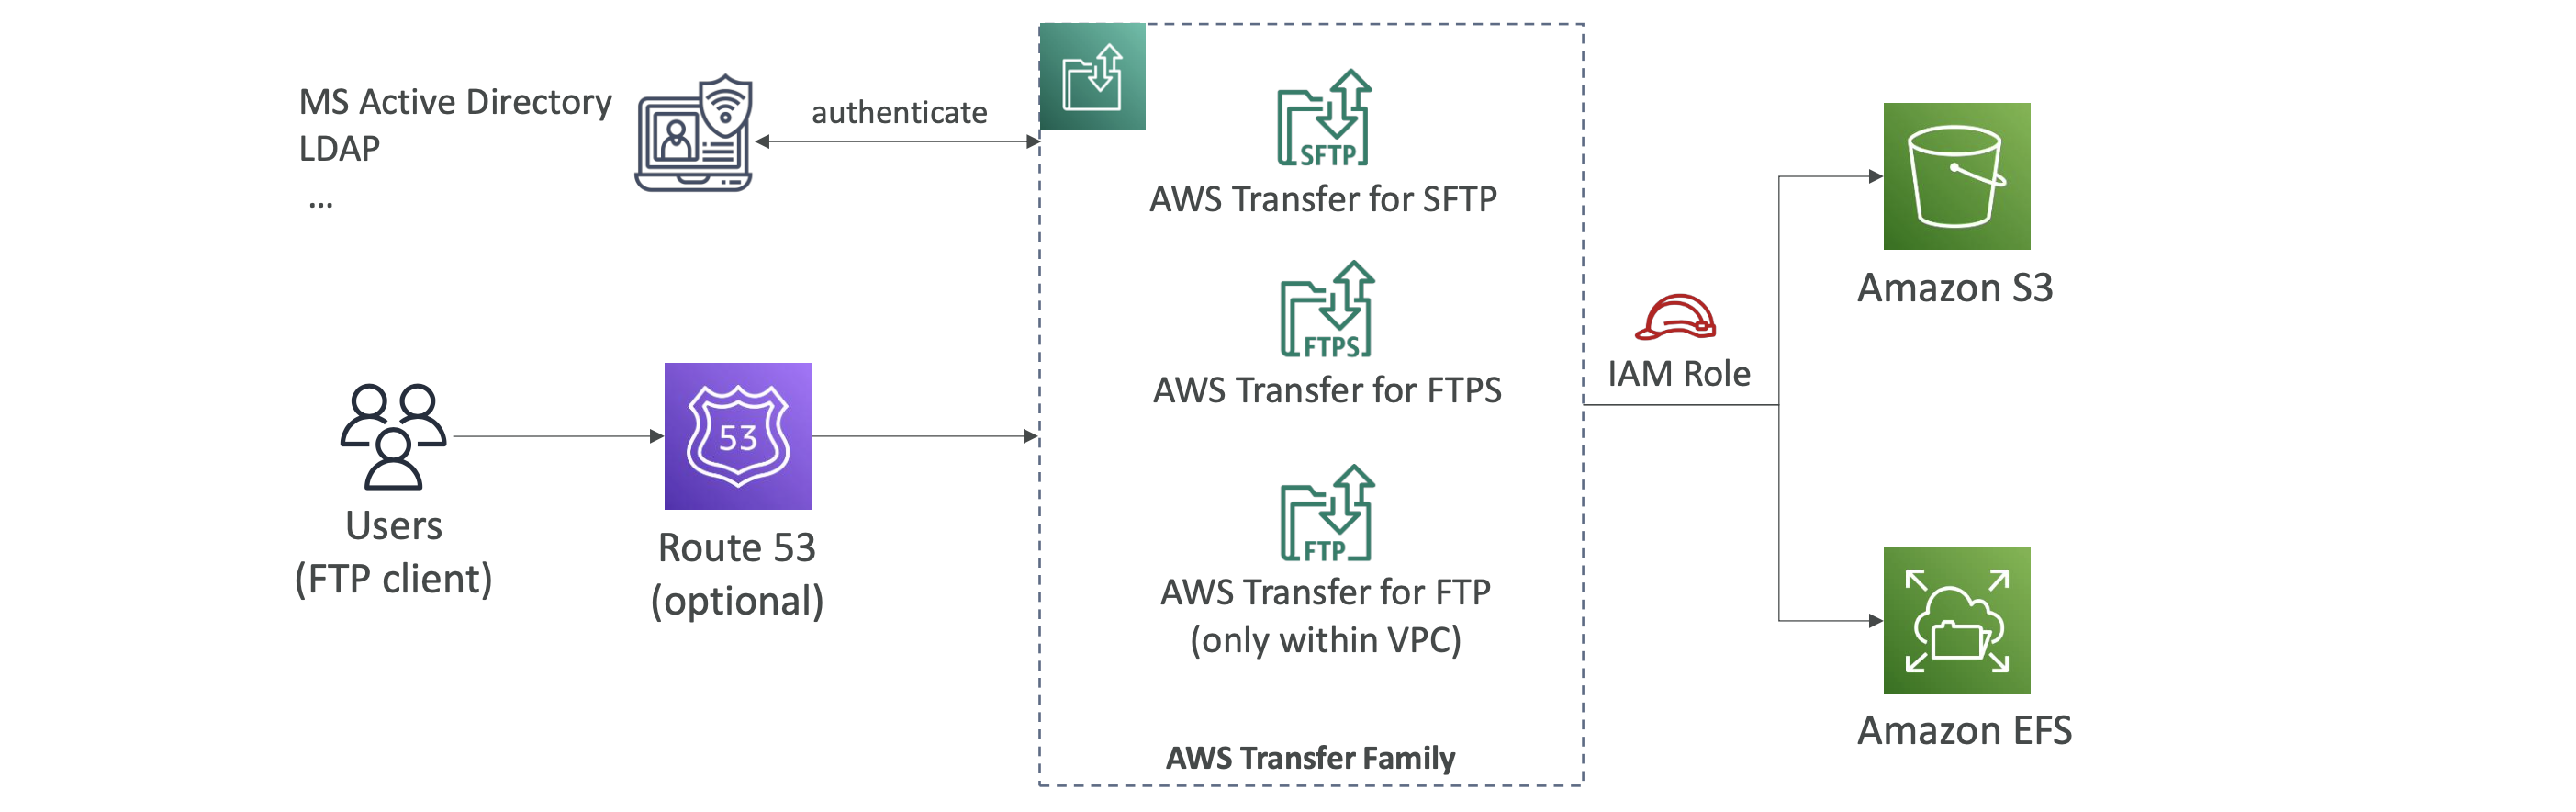 MS Active Directory
LDAP
...
authenticate
SFTP
AWS Transfer for SFTP
FTPS
AWS Transfer for FTPS
FTP
AWS Transfer for FTP
(only within VPC)
AWS Transfer Family
Users
(FTP client)
53
Route 53
(optional)
IAM Role
Amazon S3
Amazon EFS